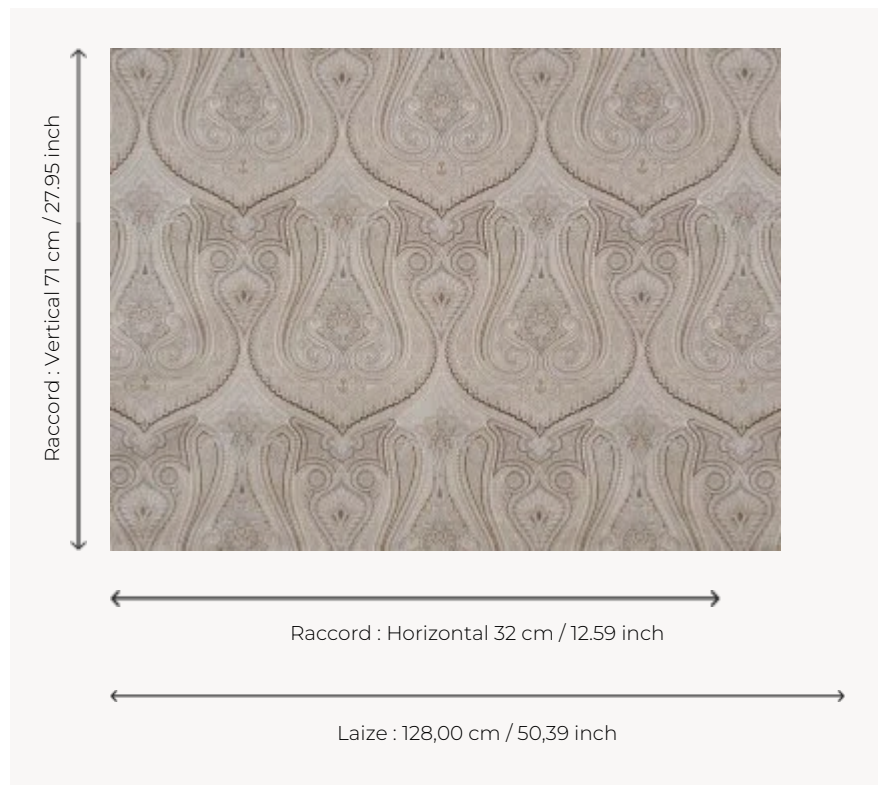 Raccord : Vertical 71 cm / 27.95 inch
Raccord : Horizontal 32 cm / 12.59 inch
Laize : 128,00 cm / 50,39 inch